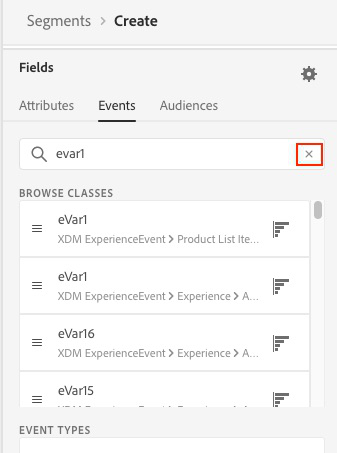 Segments > Create
Fields
Attributes Events Audiences
evar1
BROWSE CLASSES
eVar1
XDM ExperienceEvent > Product List Ite...
eVar1
XDM ExperienceEvent > Experience > A...
eVar16
XDM ExperienceEvent > Experience > A...
eVar15
EVENT TYPES